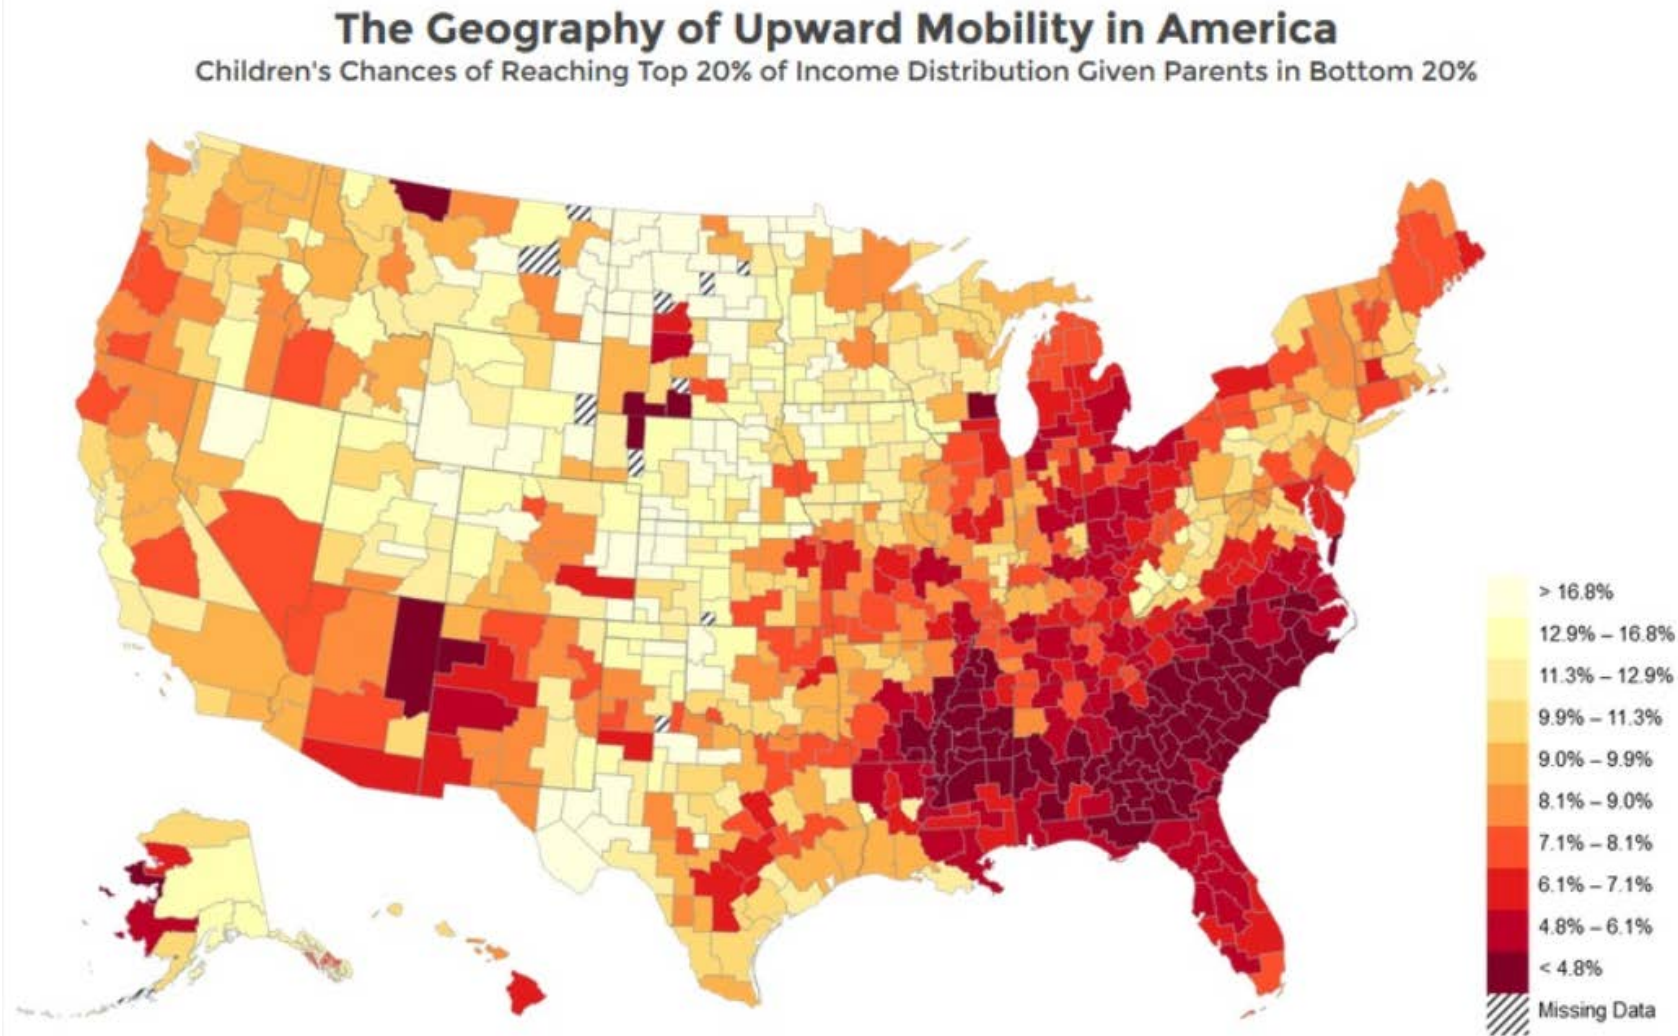 The Geography of Upward Mobility in America
Children's Chances of Reaching Top 20% of Income Distribution Given Parents in Bottom 20%
> 16.8%
12.9% – 16.8%
11.3% – 12.9%
9.9% – 11.3%
9.0% – 9.9%
8.1% – 9.0%
7.1% – 8.1%
6.1% – 7.1%
4.8% – 6.1%
< 4.8%
Missing Data